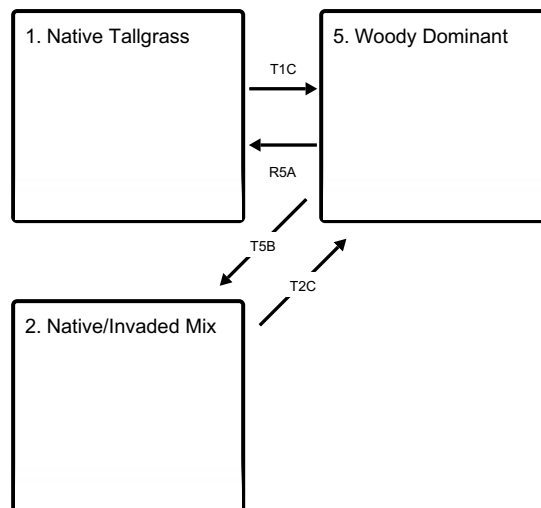 1. Native Tallgrass
5. Woody Dominant
T1C
R5A
T5B
T2C
2. Native/Invaded Mix